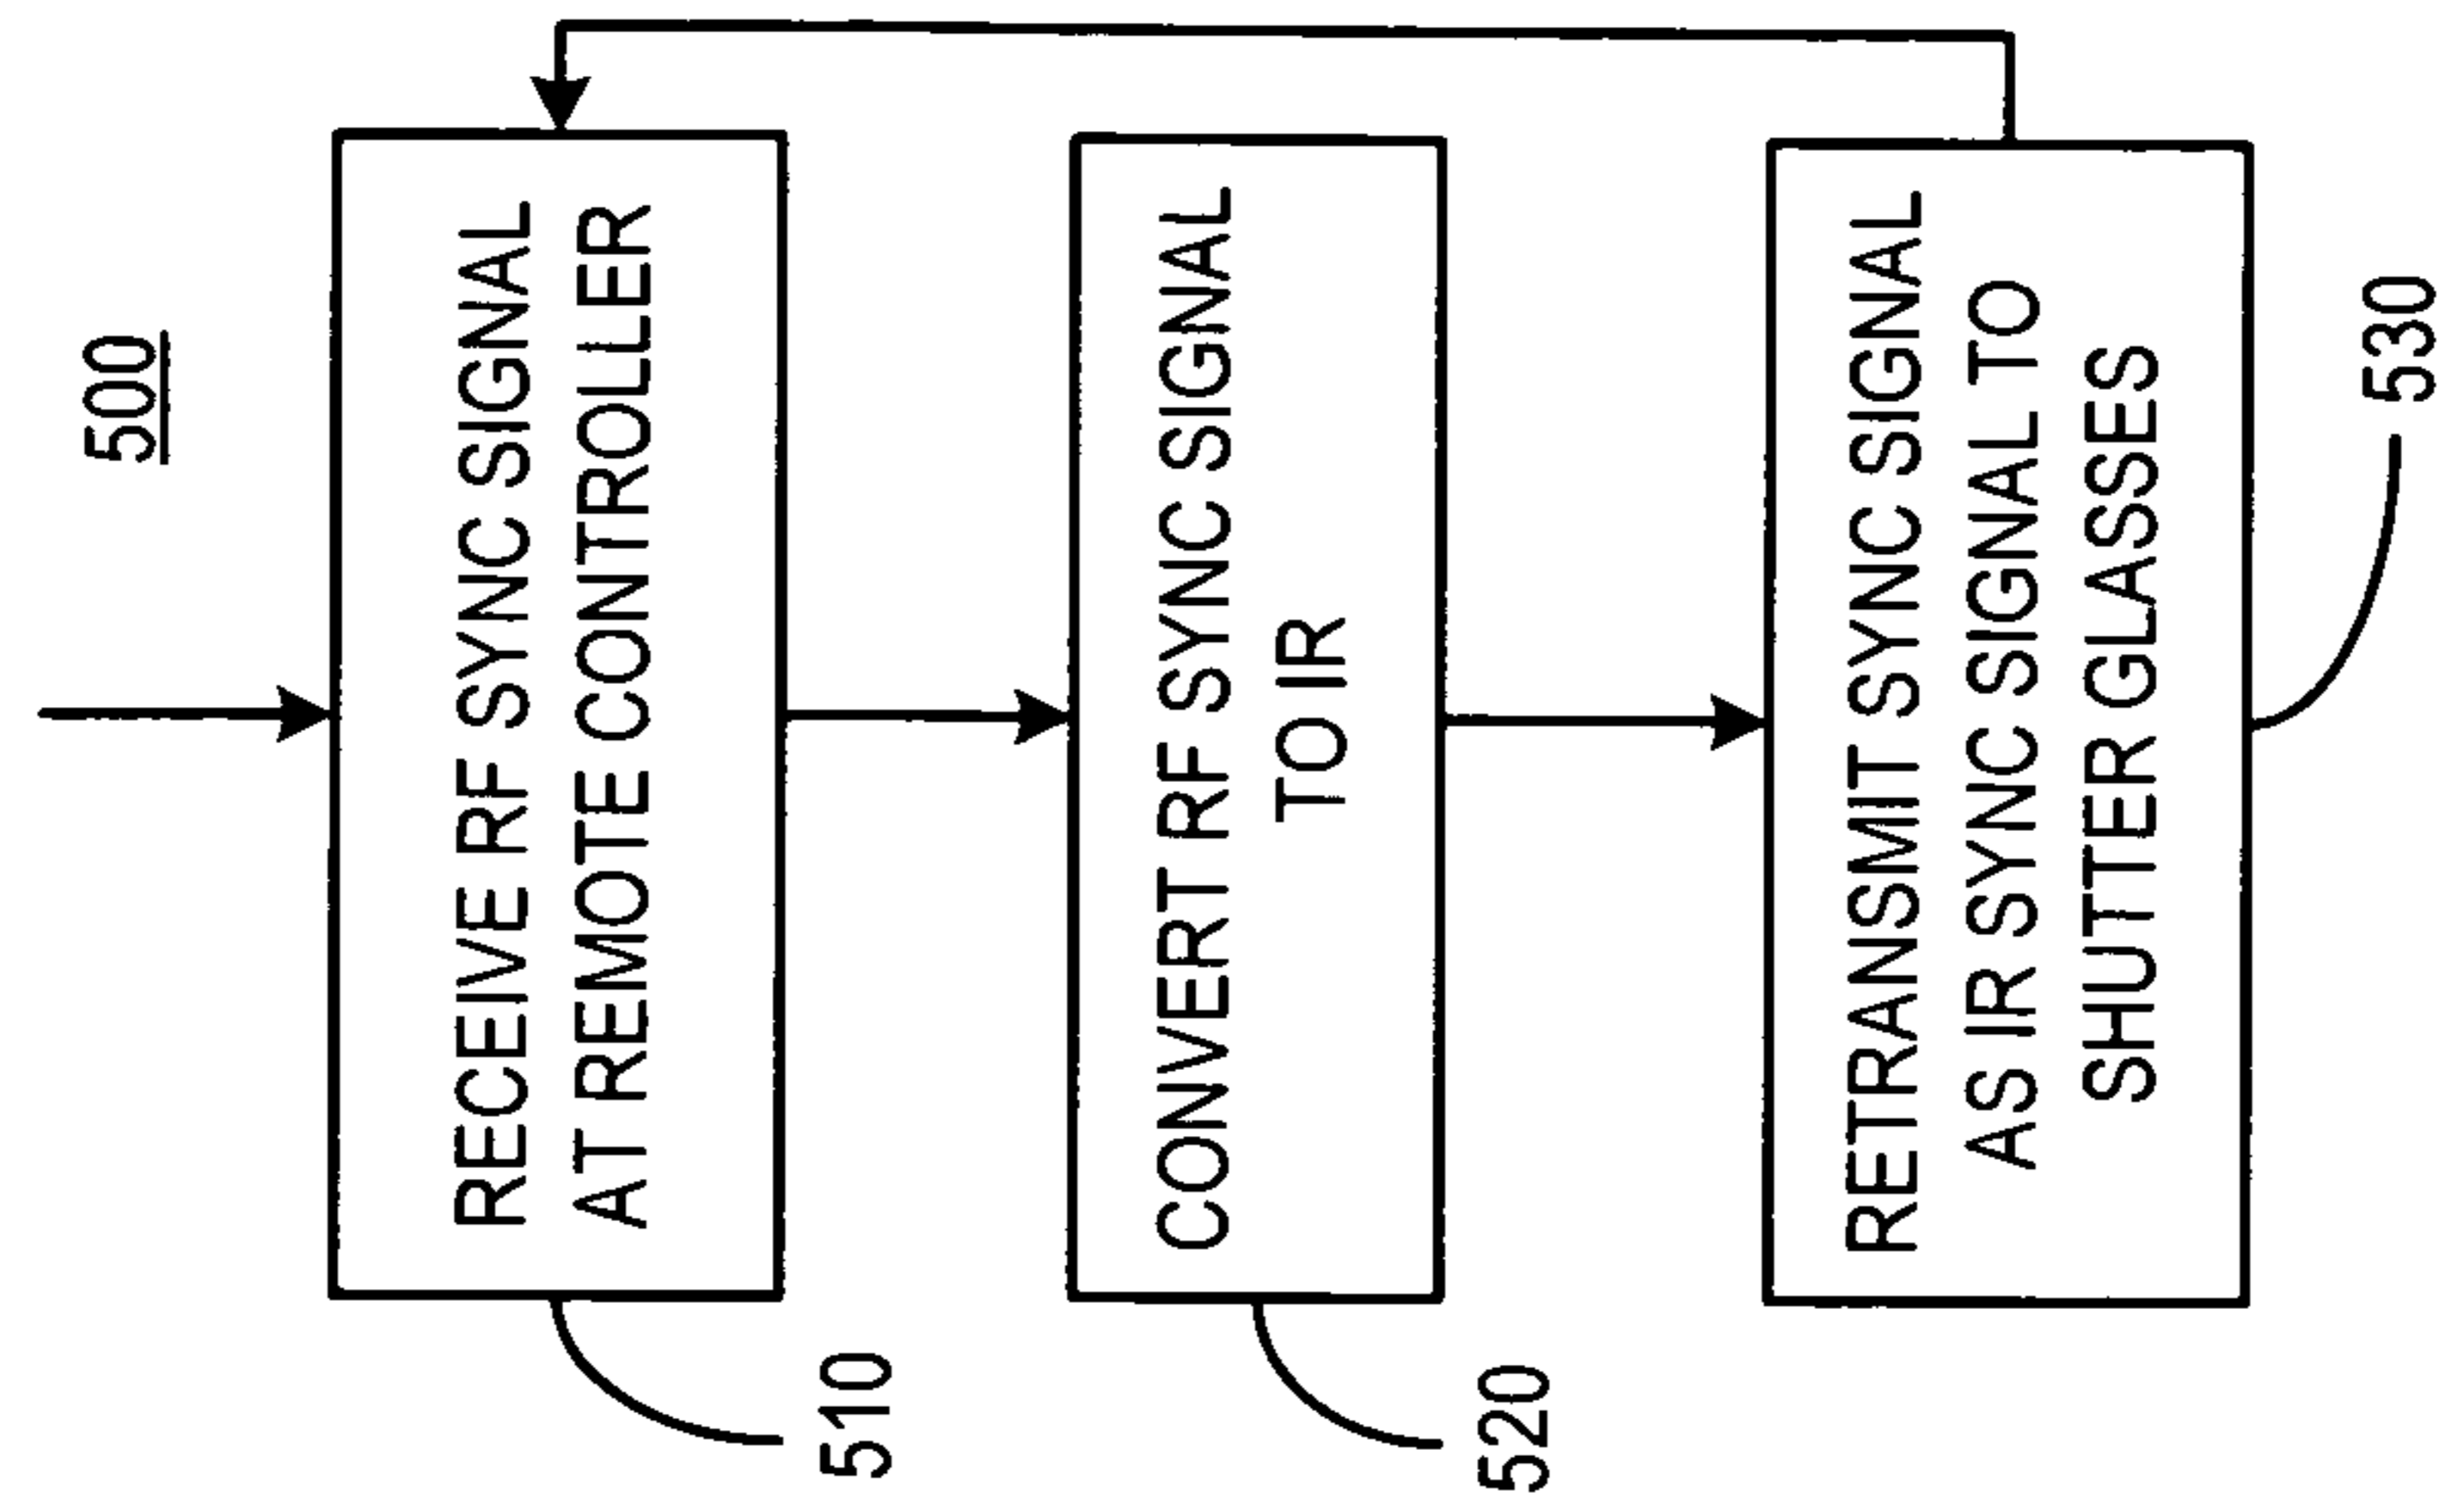 500
RECEIVE RF SYNC SIGNAL
AT REMOTE CONTROLLER
510
CONVERT RF SYNC SIGNAL
TO IR
520
RETRANSMIT SYNC SIGNAL
AS IR SYNC SIGNAL TO
SHUTTER GLASSES
530